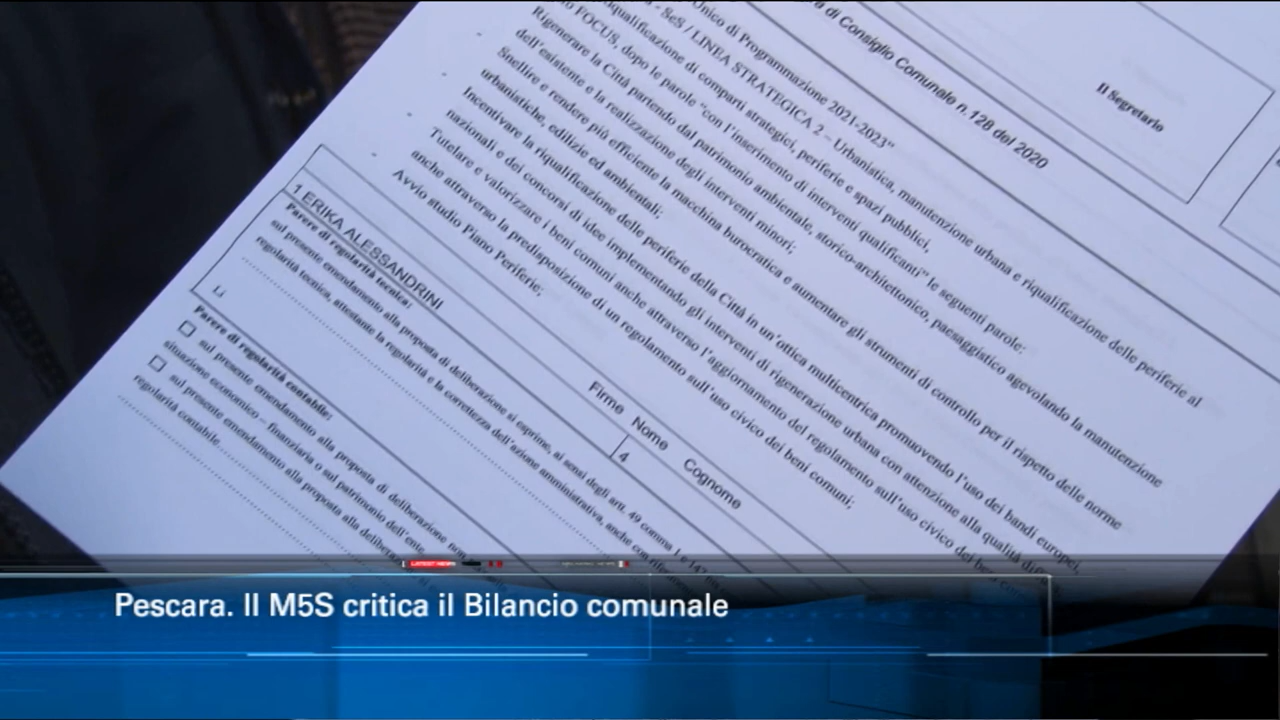 a di Consiglio Comunale n.128 del 2020
Il Segretario
Unico di Programmazione 2021-2023"
- SeS / LINEA STRATEGICA 2 – Urbanistica, manutenzione urbana e riqualificazione delle periferie al
FOCUS, dopo le parole "con l'inserimento di interventi qualificanti" le seguenti parole:
qualificazione di comparti strategici, periferie e spazi pubblici,
Rigenerare la Città partendo dal patrimonio ambientale, storico-architettonico, paesaggistico agevolando la manutenzione
dell'esistente e la realizzazione degli interventi minori;
Snellire e rendere più efficiente la macchina burocratica e aumentare gli strumenti di controllo per il rispetto delle norme
urbanistiche, edilizie ed ambientali;
Incentivare la riqualificazione delle periferie della Città in un'ottica multicentrica promuovendo l'uso dei bandi europei,
nazionali e dei concorsi di idee implementando gli interventi di rigenerazione urbana con attenzione alla qualità
Tutelare e valorizzare i beni comuni anche attraverso l'aggiornamento del regolamento sull'uso civico dei beni
anche attraverso la predisposizione di un regolamento sull'uso civico dei beni comuni;
Avvio studio Piano Periferie;
Firme Nome Cognome
1 ERIKA ALESSANDRINI
4
Parere di regolarità tecnica:
sul presente emendamento alla proposta di deliberazione si esprime, ai sensi degli artt. 49 comma 1 e 147
regolarità tecnica, attestante la regolarità e la correttezza dell'azione amministrativa, anche con
Parere di regolarità contabile:
sul presente emendamento alla proposta di deliberazione non
situazione economico – finanziaria o sul patrimonio dell'ente
sul presente emendamento alla proposta alla
regolarità contabile
LATEST NEWS
Pescara. Il M5S critica il Bilancio comunale